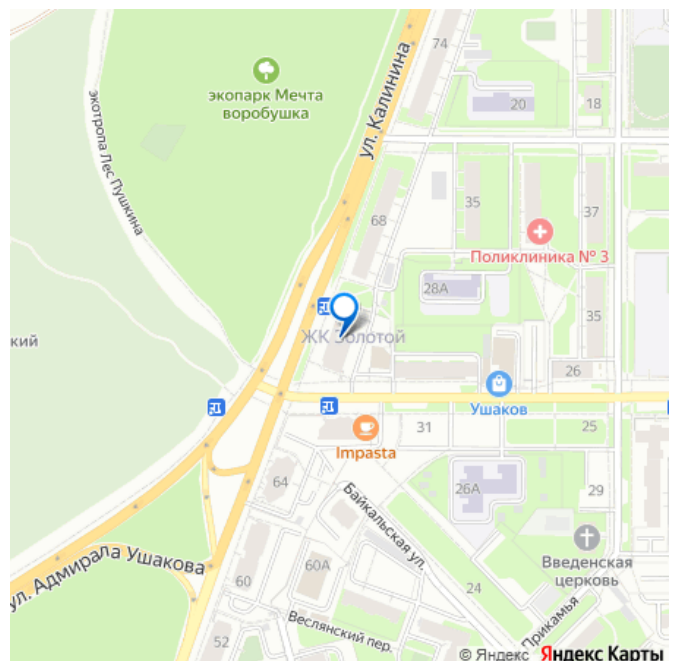 74
ул. Калинина
экопарк Мечта
воробушка
20
18
экотропа Лес Пушкина
68
35
37
Поликлиника № 3
28А
35
ЖК Золотой
кий
26
Ушаков
Impasta
31
25
64
26А
29
Байкальская ул.
Введенская
церковь
ул. Адмирала Ушакова
60
60А
24
Веслянский пер.
Прикамья
52
© Яндекс Яндекс Карты